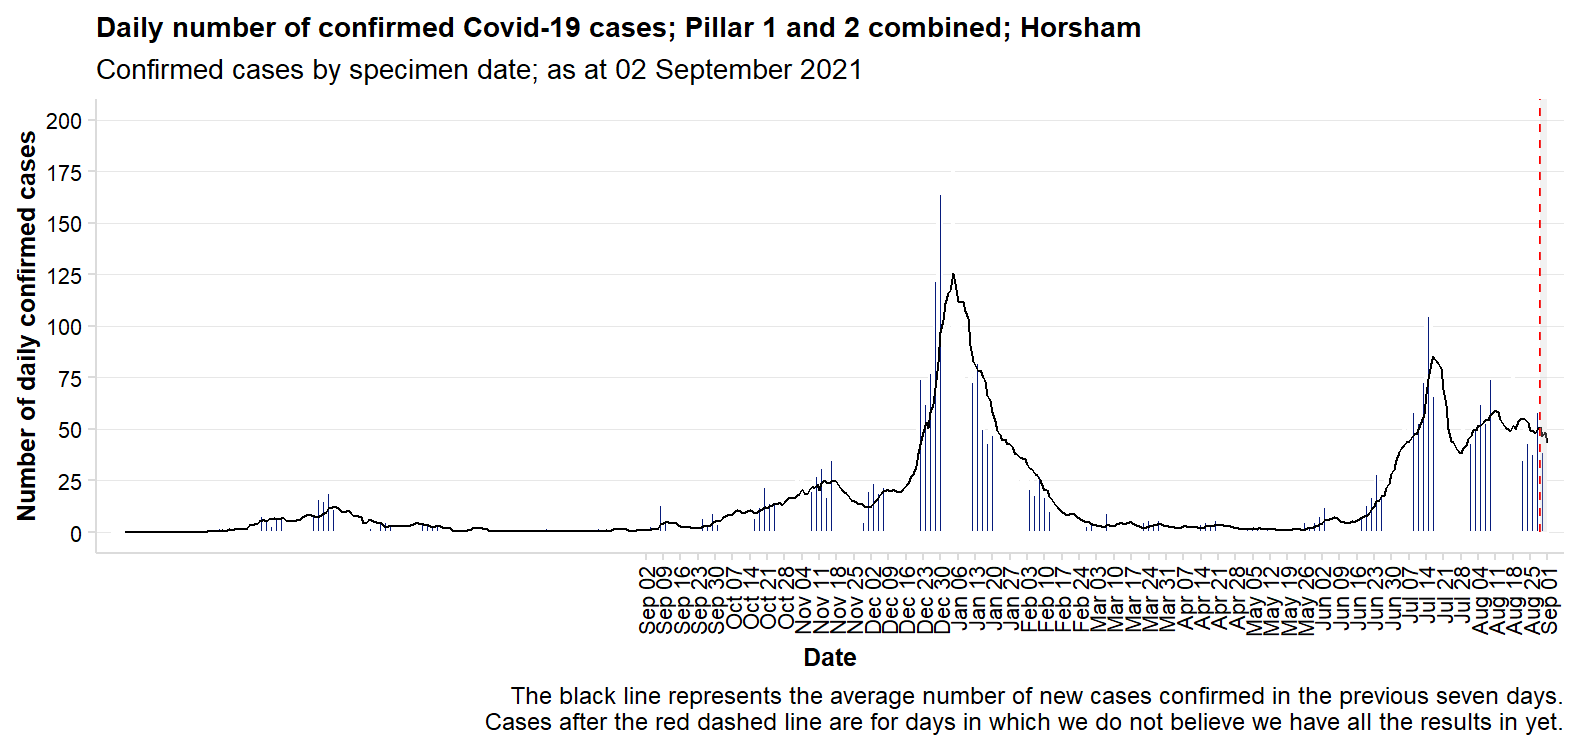 Daily number of confirmed Covid-19 cases; Pillar 1 and 2 combined; Horsham
Confirmed cases by specimen date; as at 02 September 2021
Number of daily confirmed cases
200
175
150
125
100
75
50
25
0
Sep 02
Sep 09
Sep 16
Sep 23
Sep 30
Oct 07
Oct 14
Oct 21
Oct 28
Nov 04
Nov 11
Nov 18
Nov 25
Dec 02
Dec 09
Dec 16
Dec 23
Dec 30
Jan 06
Jan 13
Jan 20
Jan 27
Feb 03
Feb 10
Feb 17
Feb 24
Mar 03
Mar 10
Mar 17
Mar 24
Mar 31
Apr 07
Apr 14
Apr 21
Apr 28
May 05
May 12
May 19
May 26
Jun 02
Jun 09
Jun 16
Jun 23
Jun 30
Jul 07
Jul 14
Jul 21
Jul 28
Aug 04
Aug 11
Aug 18
Aug 25
Sep 01
Date
The black line represents the average number of new cases confirmed in the previous seven days.
Cases after the red dashed line are for days in which we do not believe we have all the results in yet.